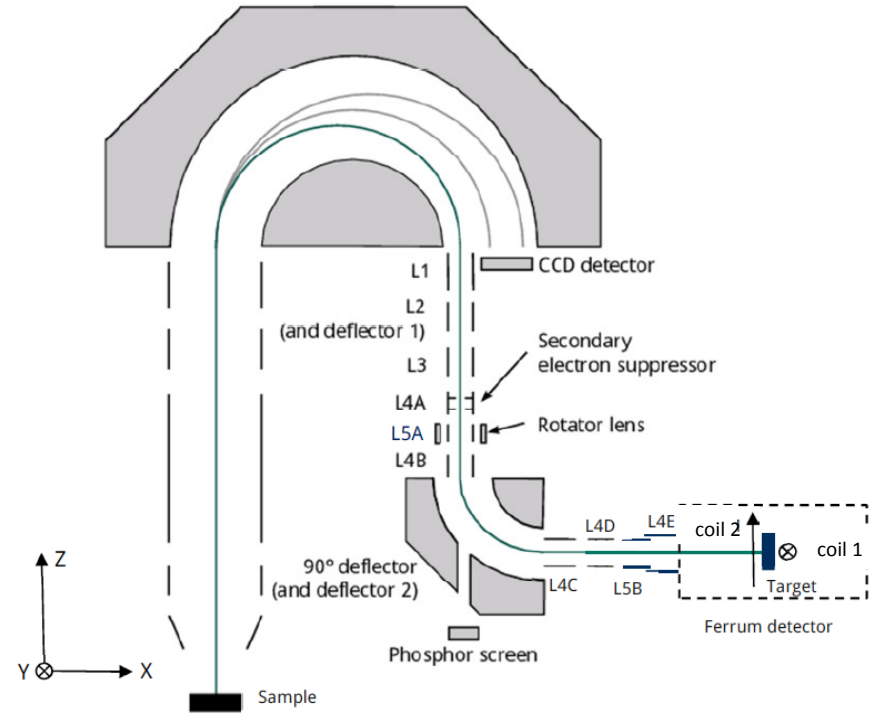 L1
CCD detector
L2
(and deflector 1)
L3
Secondary
electron suppressor
L4A
L5A
Rotator lens
L4B
90° deflector
(and deflector 2)
L4C
L4D
L5B
L4E
coil 2
coil 1
Target
Ferrum detector
Phosphor screen
Sample
Z
Y
X